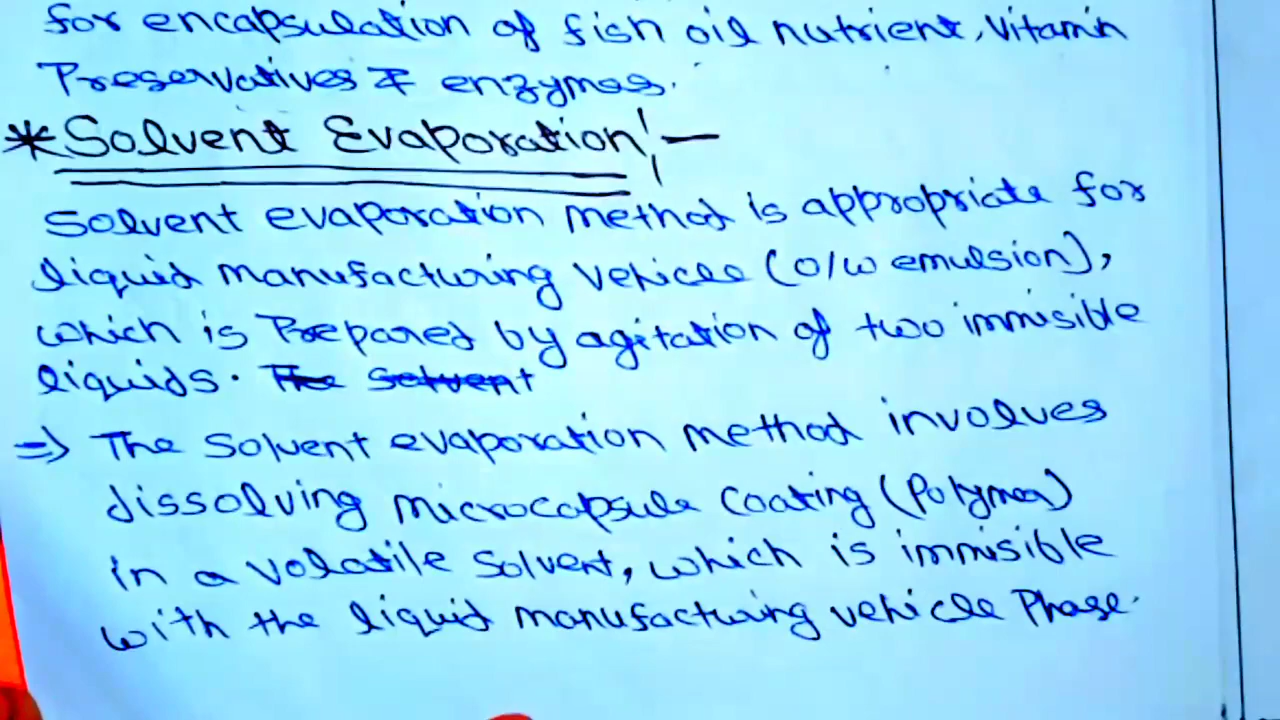 for encapsulation of fish oil nutrient, vitamin
Preservatives & enzymes.
*Solvent Evaporation :-
Solvent evaporation method is appropriate for
liquid manufacturing vehicle (o/w emulsion),
which is Prepared by agitation of two immisible
liquids. The solvent
⇒ The solvent evaporation method involves
dissolving microcapsule coating (Polymer)
in a volatile solvent, which is immisible
with the liquid manufacturing vehicle Phase.